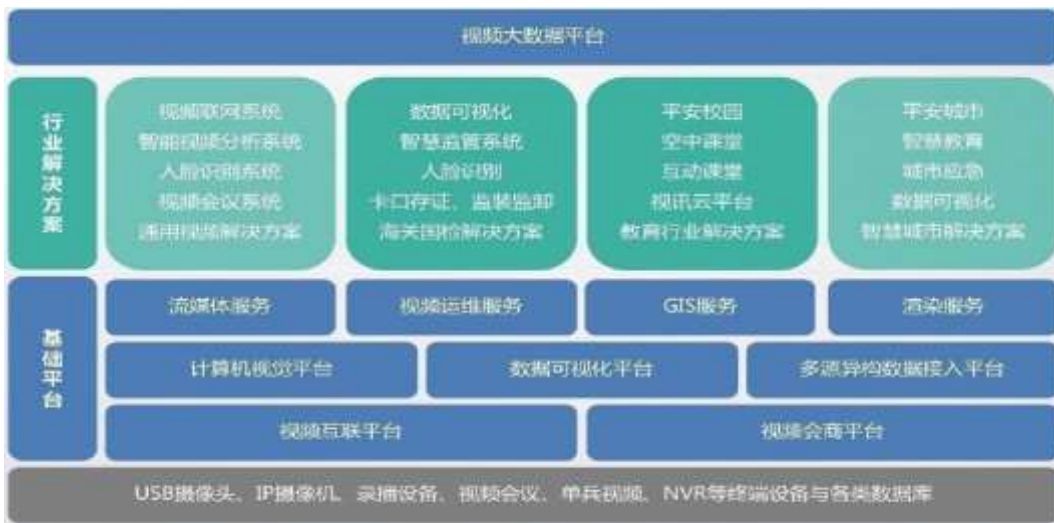 视频大数据平台
行业解决方案
视频联网系统
智能视频分析系统
人脸识别系统
视频会议系统
通用视频解决方案
数据可视化
智慧监管系统
人脸识别
卡口存证、监装监卸
海关国检解决方案
平安校园
空中课堂
互动课堂
视讯云平台
教育行业解决方案
平安城市
智慧教育
城市应急
数据可视化
智慧城市解决方案
基础平台
流媒体服务
视频运维服务
GIS服务
渲染服务
计算机视觉平台
数据可视化平台
多源异构数据接入平台
视频互联平台
视频会商平台
USB摄像头、IP摄像机、录播设备、视频会议、单兵视频、NVR等终端设备与各类数据库